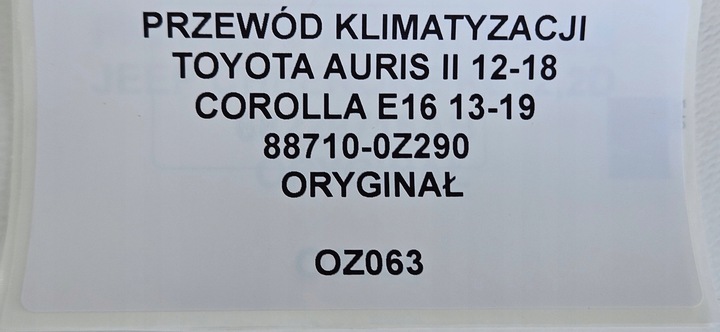 PRZEWÓD KLIMATYZACJI
TOYOTA AURIS II 12-18
COROLLA E16 13-19
88710-0Z290
ORYGINAŁ
OZ063